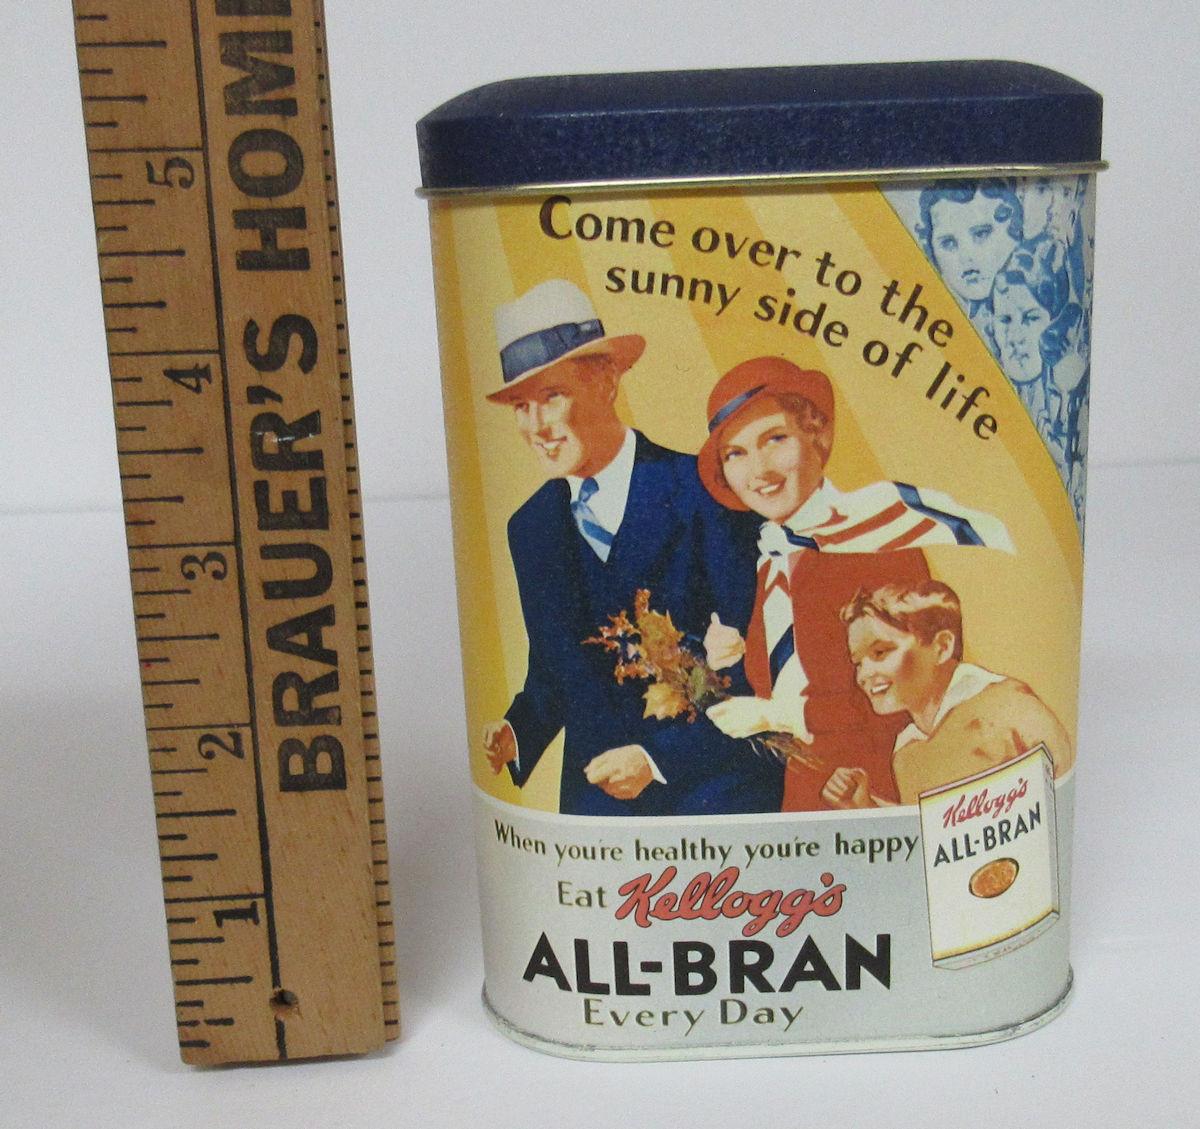 5
4
3
2
1
BRAUER'S HOM
Come over to the
sunny side of life
When you're healthy you're happy
Eat Kellogg's
ALL-BRAN
Every Day
Kellogg's
ALL-BRAN